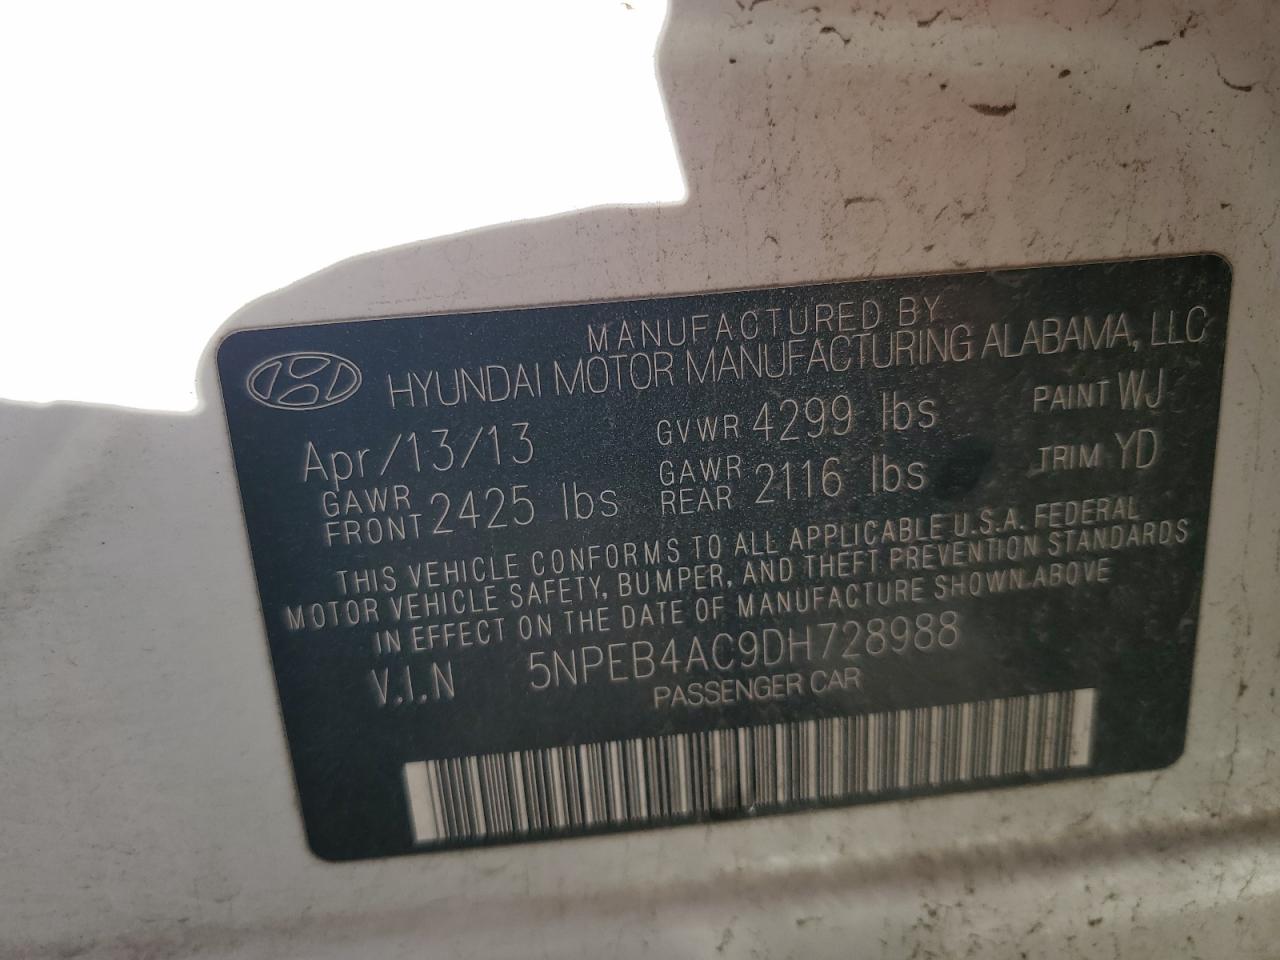 MANUFACTURED BY
HYUNDAI MOTOR MANUFACTURING ALABAMA, LLC
Apr/13/13 GVWR 4299 lbs PAINT WJ
GAWR FRONT 2425 lbs GAWR REAR 2116 lbs TRIM YD
THIS VEHICLE CONFORMS TO ALL APPLICABLE U.S.A. FEDERAL
MOTOR VEHICLE SAFETY, BUMPER, AND THEFT PREVENTION STANDARDS
IN EFFECT ON THE DATE OF MANUFACTURE SHOWN ABOVE
V.I.N 5NPEB4AC9DH728988
PASSENGER CAR